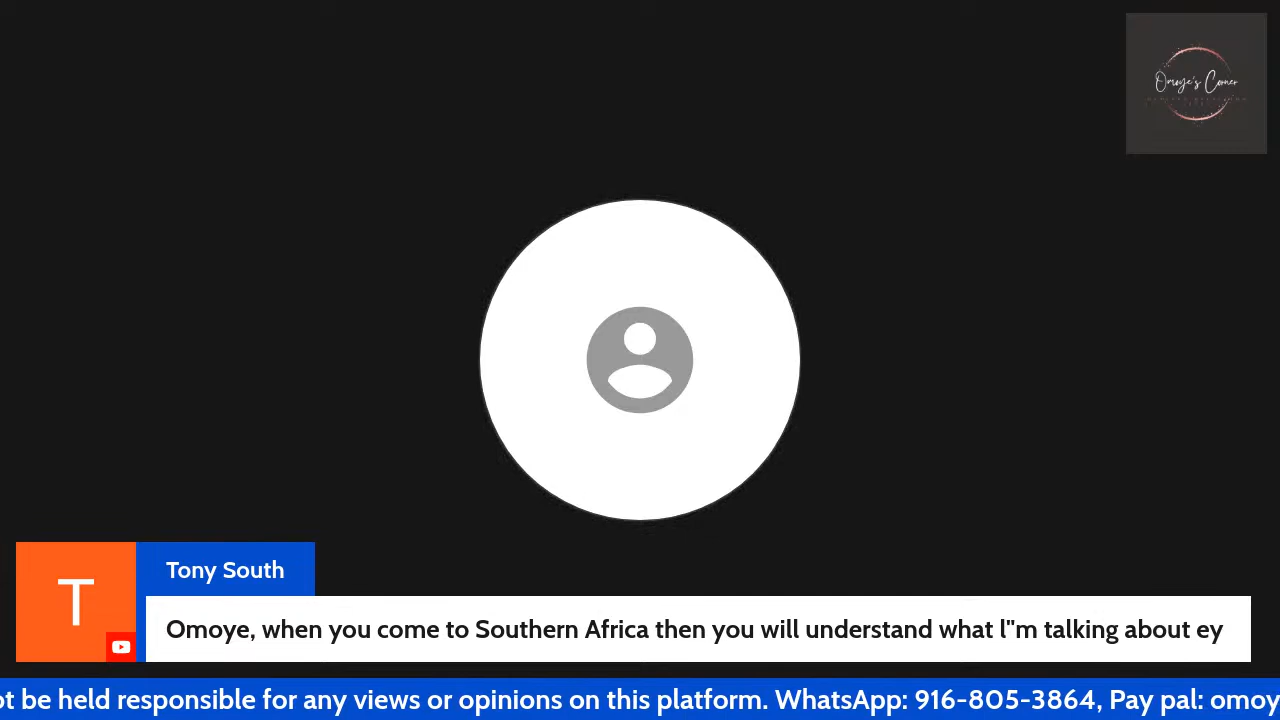 Omoye's Corner
T
Tony South
Omoye, when you come to Southern Africa then you will understand what l"m talking about ey
ot be held responsible for any views or opinions on this platform. WhatsApp: 916-805-3864, Pay pal: omoy